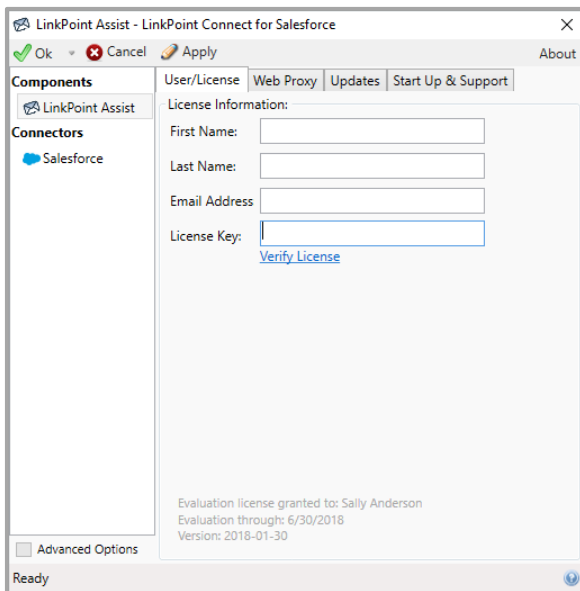 LinkPoint Assist - LinkPoint Connect for Salesforce
Ok Cancel Apply About
Components
LinkPoint Assist
Connectors
Salesforce
User/License Web Proxy Updates Start Up & Support
License Information:
First Name:
Last Name:
Email Address
License Key:
Verify License
Evaluation license granted to: Sally Anderson
Evaluation through: 6/30/2018
Version: 2018-01-30
Advanced Options
Ready